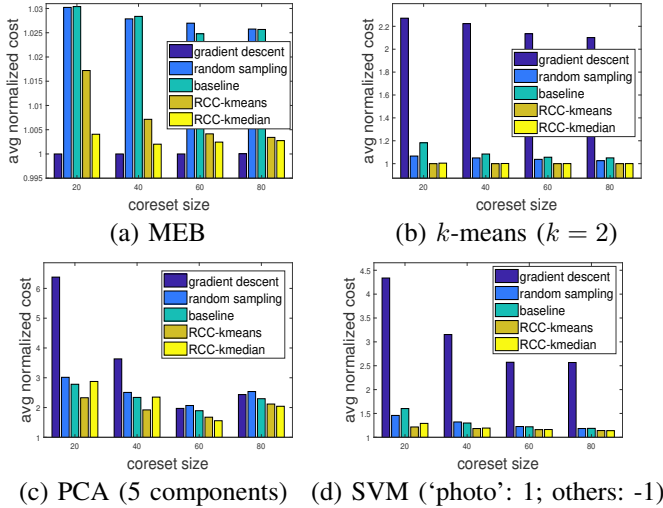 avg normalized cost
1.03
1.025
1.02
1.015
1.01
1.005
1
0.995
gradient descent
random sampling
baseline
RCC-kmeans
RCC-kmedian
20 40 60 80
coreset size
(a) MEB
avg normalized cost
2.2
2
1.8
1.6
1.4
1.2
1
gradient descent
random sampling
baseline
RCC-kmeans
RCC-kmedian
20 40 60 80
coreset size
(b) k-means (k = 2)
avg normalized cost
6
5
4
3
2
1
gradient descent
random sampling
baseline
RCC-kmeans
RCC-kmedian
20 40 60 80
coreset size
(c) PCA (5 components)
avg normalized cost
4.5
4
3.5
3
2.5
2
1.5
1
gradient descent
random sampling
baseline
RCC-kmeans
RCC-kmedian
20 40 60 80
coreset size
(d) SVM (‘photo’: 1; others: -1)